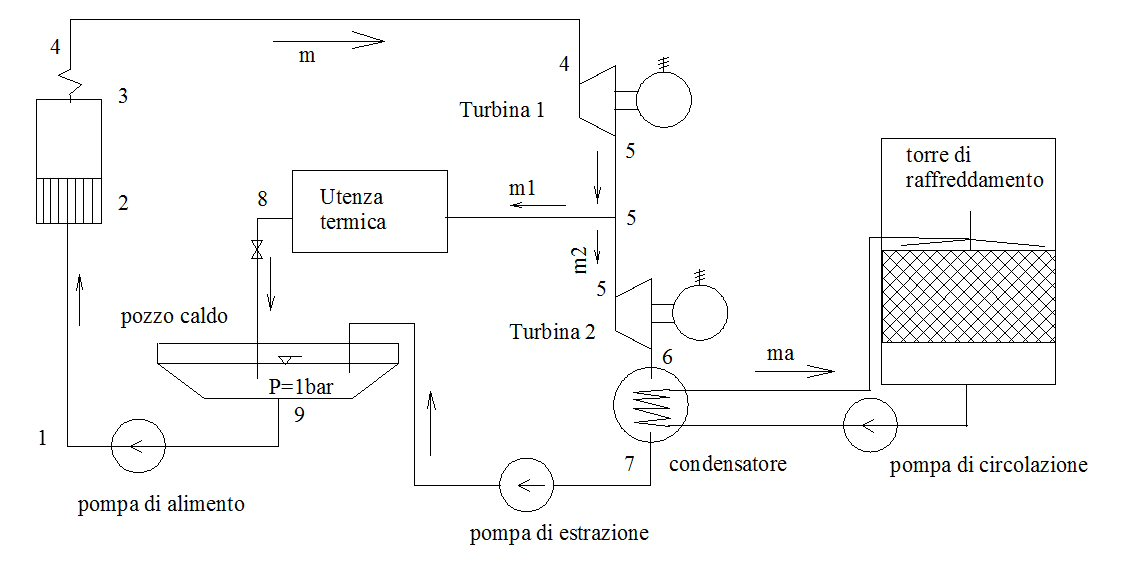 4
m
4
3
Turbina 1
5
torre di
raffreddamento
2
8
Utenza
termica
m1
5
m2
5
pozzo caldo
Turbina 2
6
ma
P=1bar
9
1
7
condensatore
pompa di circolazione
pompa di alimento
pompa di estrazione